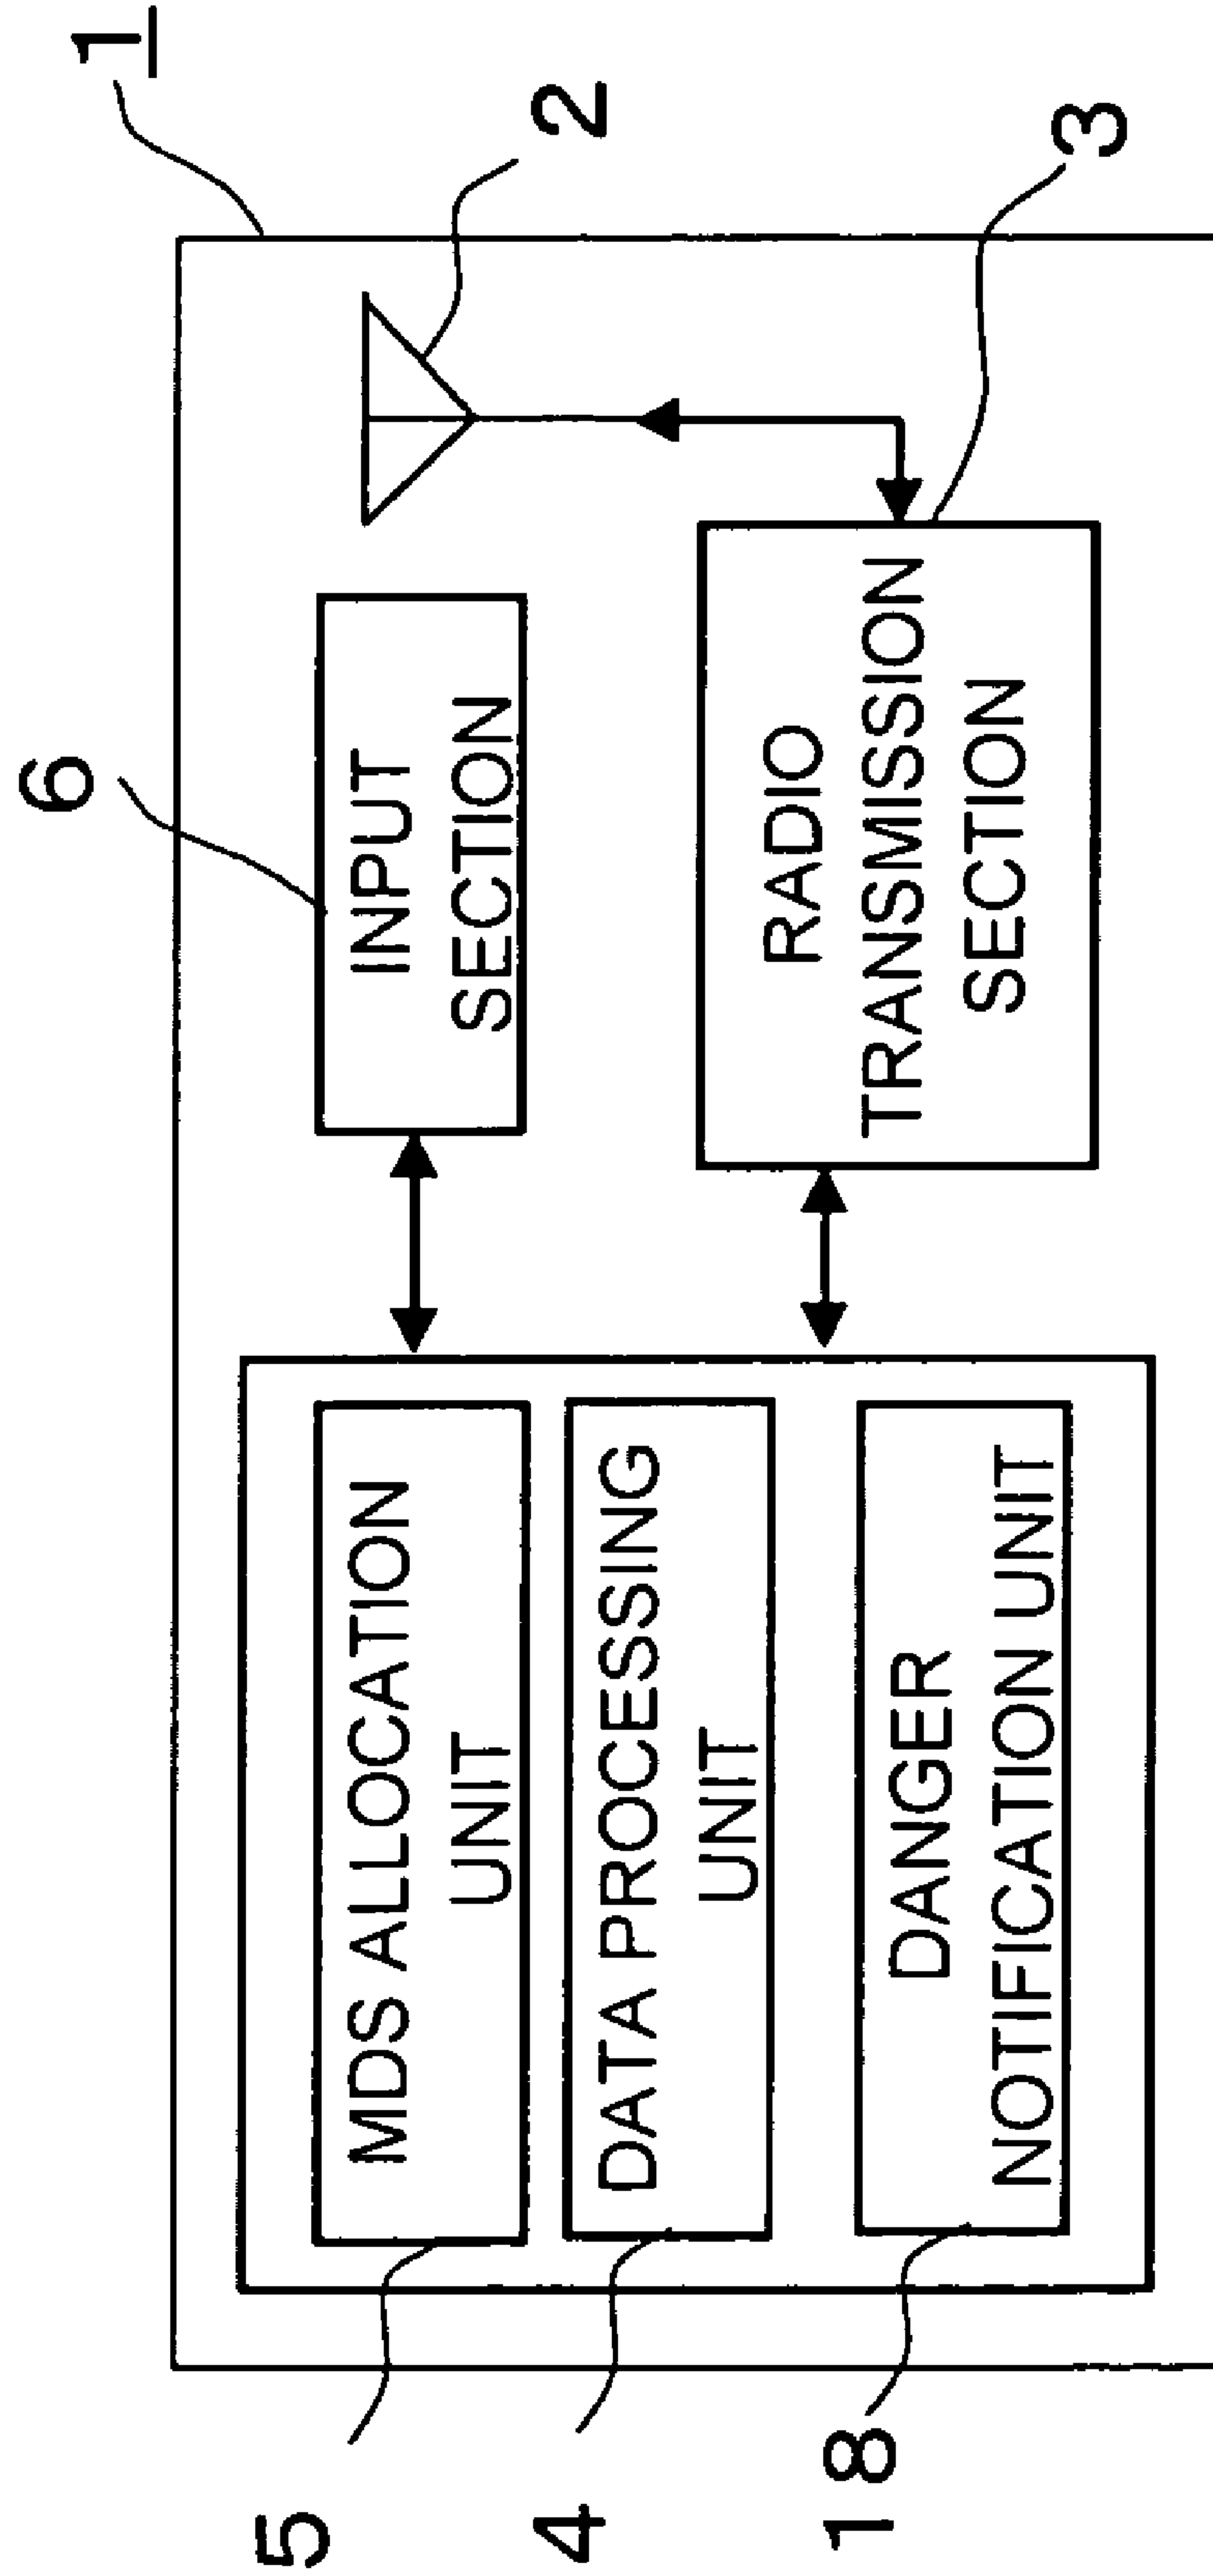 1
6
2
5
MDS ALLOCATION
UNIT
INPUT
SECTION
4
DATA PROCESSING
UNIT
RADIO
TRANSMISSION
SECTION
3
18
DANGER
NOTIFICATION UNIT